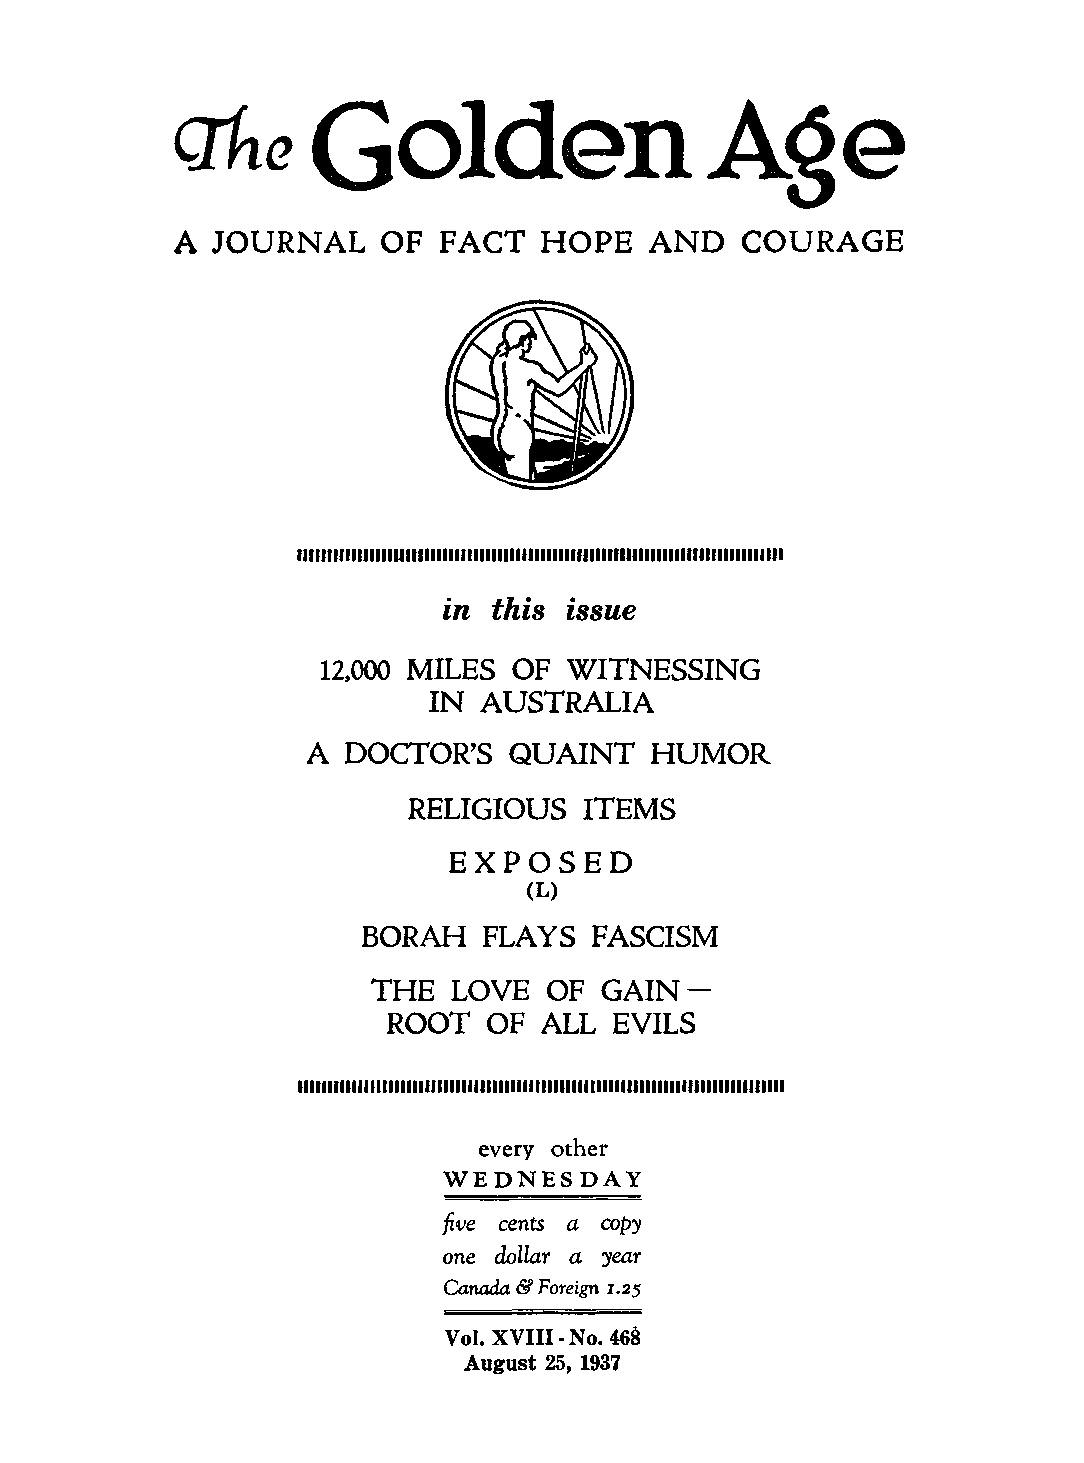 The Golden Age
A JOURNAL OF FACT HOPE AND COURAGE
in this issue
12,000 MILES OF WITNESSING
IN AUSTRALIA
A DOCTOR'S QUAINT HUMOR
RELIGIOUS ITEMS
EXPOSED
(L)
BORAH FLAYS FASCISM
THE LOVE OF GAIN—
ROOT OF ALL EVILS
every other
WEDNESDAY
five cents a copy
one dollar a year
Canada & Foreign 1.25
Vol. XVIII - No. 468
August 25, 1937